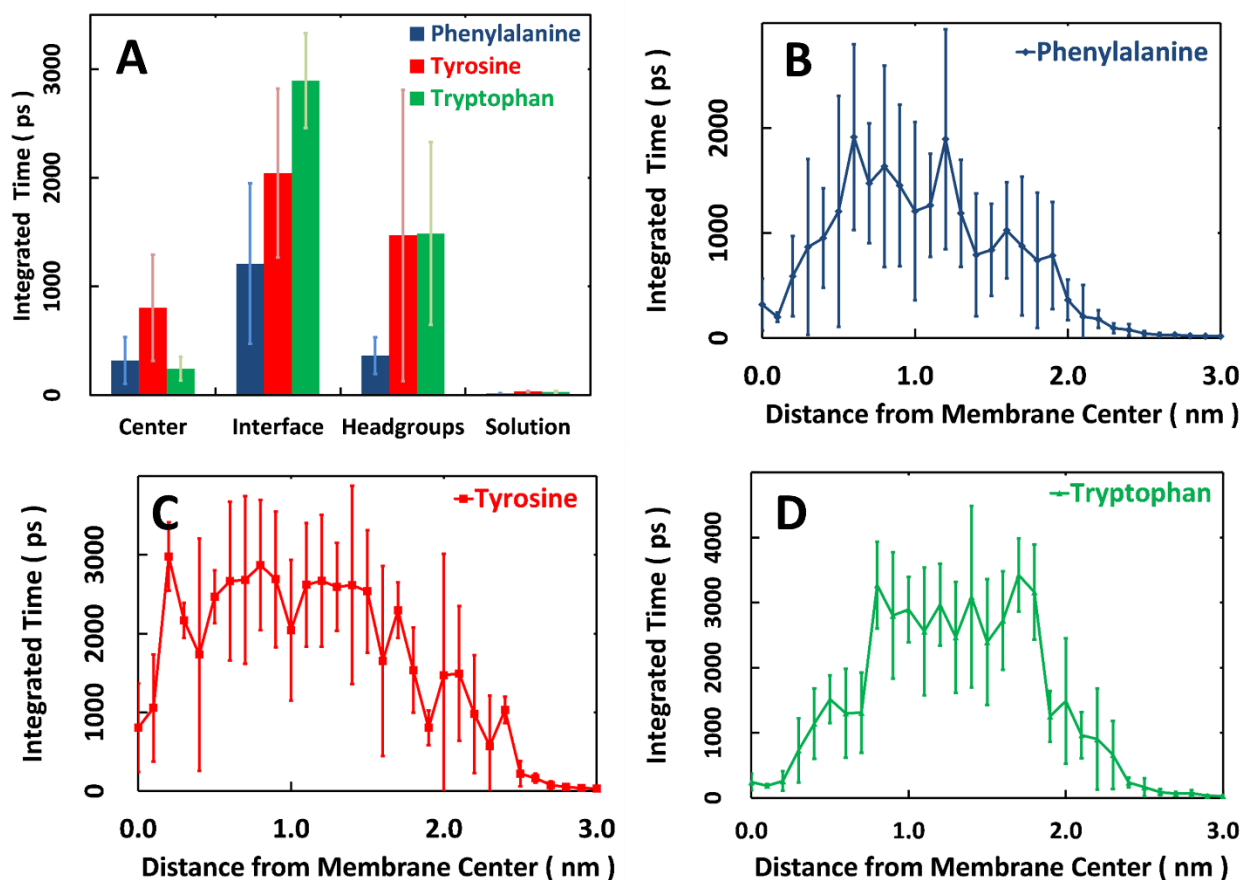 A
Phenylalanine
Tyrosine
Tryptophan
Integrated Time ( ps )
3000
2000
1000
0
Center Interface Headgroups Solution
B
Phenylalanine
Integrated Time ( ps )
2000
1000
0
0.0 1.0 2.0 3.0
Distance from Membrane Center ( nm )
C
Tyrosine
Integrated Time ( ps )
3000
2000
1000
0
0.0 1.0 2.0 3.0
Distance from Membrane Center ( nm )
D
Tryptophan
Integrated Time ( ps )
4000
3000
2000
1000
0
0.0 1.0 2.0 3.0
Distance from Membrane Center ( nm )